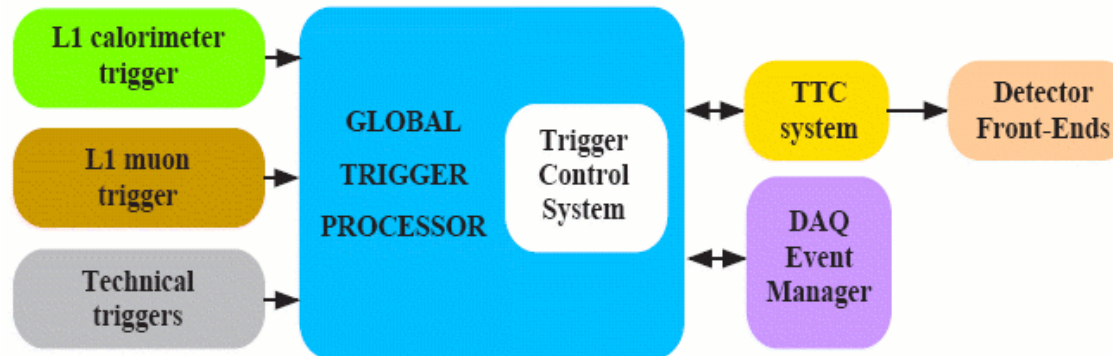 L1 calorimeter
trigger
L1 muon
trigger
Technical
triggers
GLOBAL
TRIGGER
PROCESSOR
Trigger
Control
System
TTC
system
Detector
Front-Ends
DAQ
Event
Manager